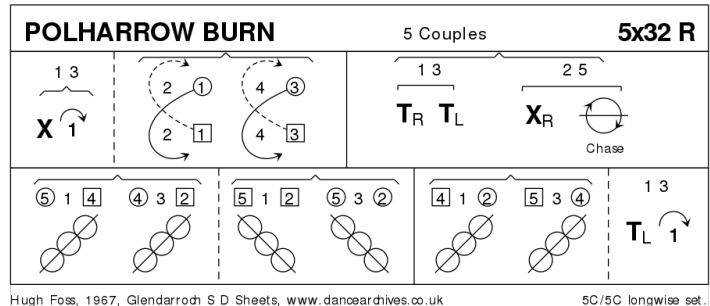 POLHARROW BURN 5 Couples 5x32 R
1 3
X 1
2 1 4 3
2 1 4 3
1 3 2 5
TR TL XR
Chase
5 1 4 4 3 2 5 1 2 5 3 2 4 1 2 5 3 4
1 3
TL 1
Hugh Foss, 1967, Glendarroch S D Sheets, www.dancearchives.co.uk 5C/5C longwise set.